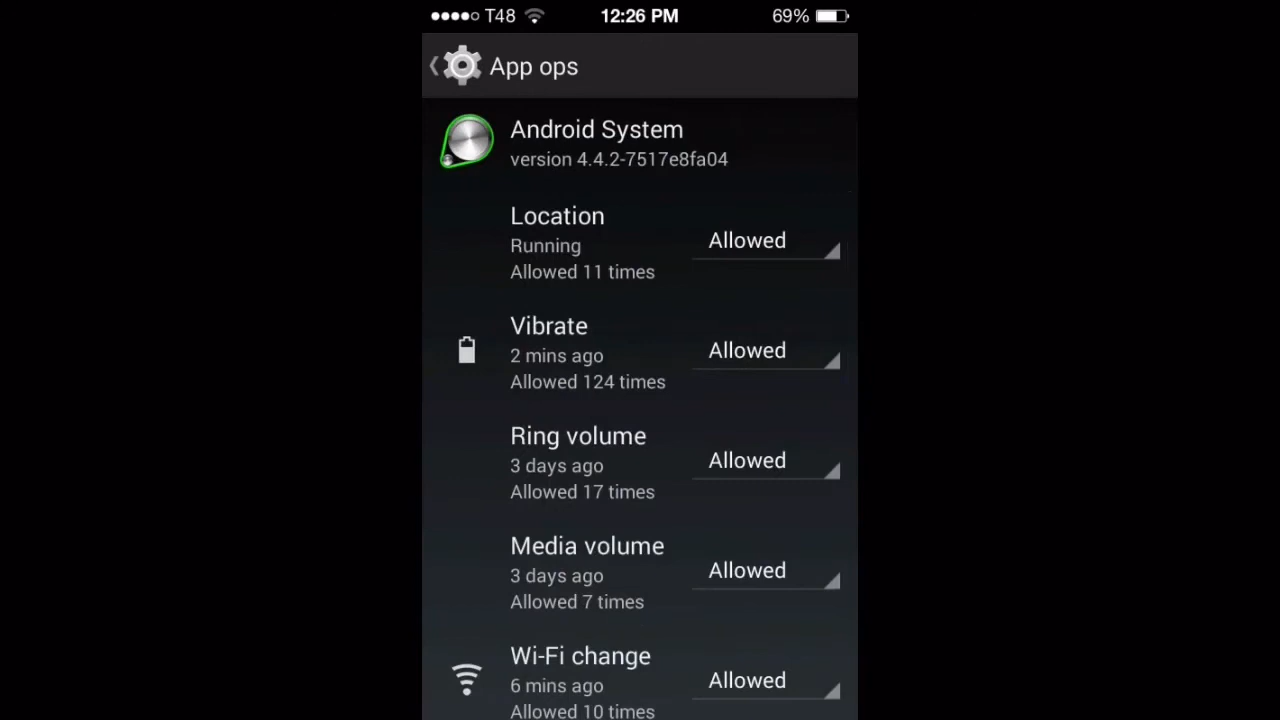 T48 12:26 PM 69%
App ops
Android System
version 4.4.2-7517e8fa04
Location
Running
Allowed 11 times
Allowed
Vibrate
2 mins ago
Allowed 124 times
Allowed
Ring volume
3 days ago
Allowed 17 times
Allowed
Media volume
3 days ago
Allowed 7 times
Allowed
Wi-Fi change
6 mins ago
Allowed 10 times
Allowed